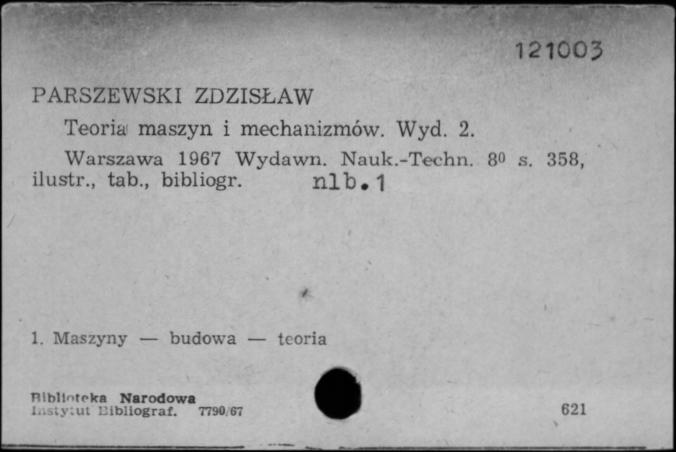 121003
PARSZEWSKI ZDZISŁAW
Teoria maszyn i mechanizmów. Wyd. 2.
Warszawa 1967 Wydawn. Nauk.-Techn. 8⁰ s. 358,
ilustr., tab., bibliogr. nlb.1
1. Maszyny — budowa — teoria
Biblioteka Narodowa
Instytut Bibliograf. 7790/67
621